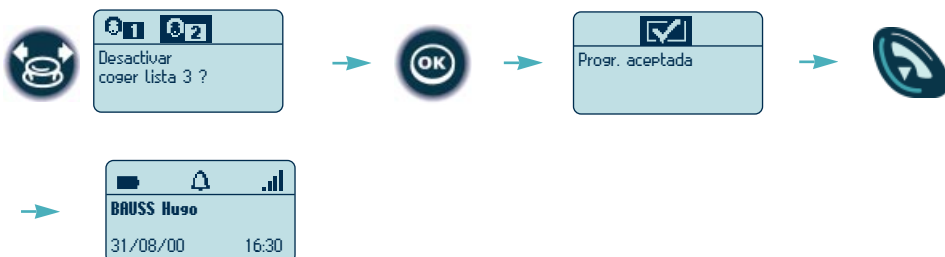 1 2
Desactivar
coger lista 3 ?
OK
Progr. aceptada
BAUSS Hugo
31/08/00 16:30